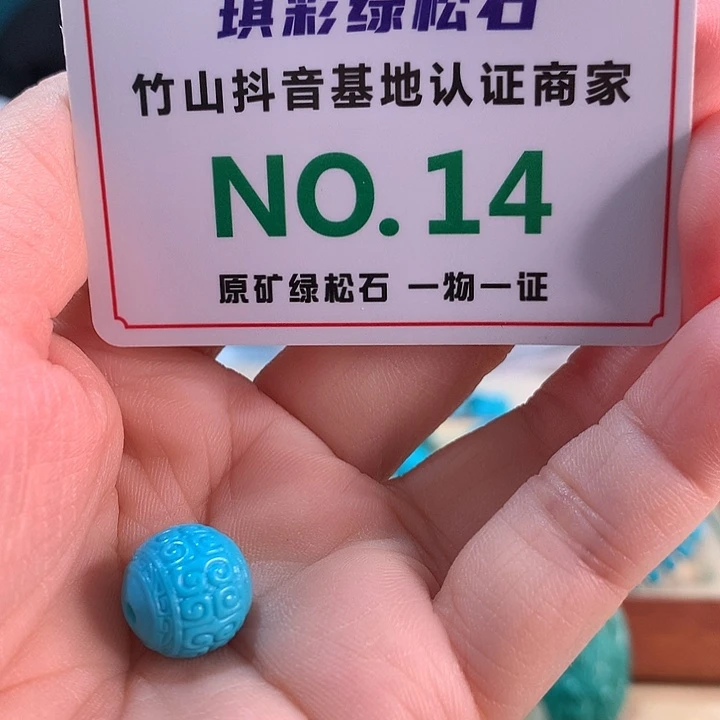 琪彩绿松石
竹山抖音基地认证商家
NO.14
原矿绿松石 一物一证